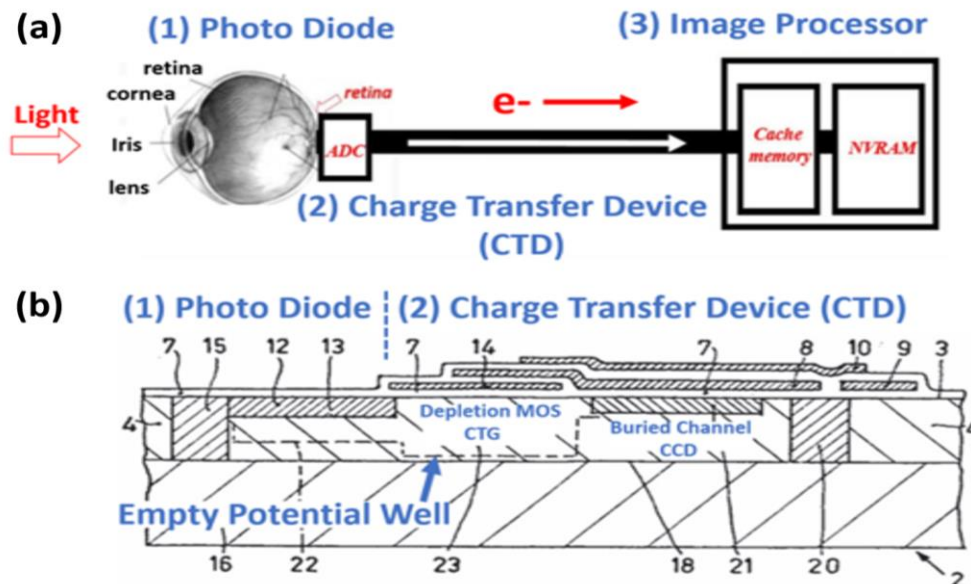 (a)
(1) Photo Diode
(3) Image Processor
retina
cornea
retina
Light
e-
Iris
ADC
Cache
memory
NVRAM
lens
(2) Charge Transfer Device
(CTD)
(b)
(1) Photo Diode
(2) Charge Transfer Device (CTD)
7 15 12 13 7 14 7 8 10 9 3
4
Depletion MOS
CTG
Buried Channel
CCD
4
Empty Potential Well
16 22 23 18 21 20 2